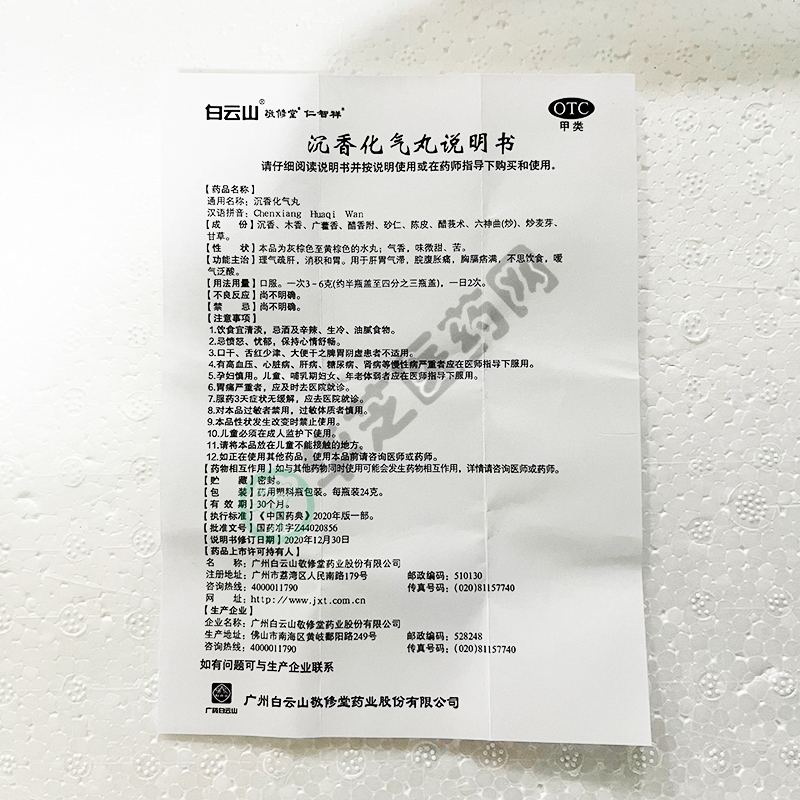 白云山® 敬修堂® 仁智祥®
OTC
甲类
沉香化气丸说明书
请仔细阅读说明书并按说明使用或在药师指导下购买和使用。
【药品名称】
通用名称：沉香化气丸
汉语拼音：Chenxiang Huaqi Wan
【成 份】沉香、木香、广藿香、醋香附、砂仁、陈皮、醋莪术、六神曲(炒)、炒麦芽、
甘草。
【性 状】本品为灰棕色至黄棕色的水丸；气香，味微甜、苦。
【功能主治】理气疏肝，消积和胃。用于肝胃气滞，脘腹胀痛，胸膈痞满，不思饮食，嗳
气泛酸。
【用法用量】口服。一次3~6克(约半瓶盖至四分之三瓶盖)，一日2次。
【不良反应】尚不明确。
【禁 忌】尚不明确。
【注意事项】
1.饮食宜清淡，忌酒及辛辣、生冷、油腻食物。
2.忌愤怒、忧郁，保持心情舒畅。
3.口干、舌红少津、大便干之脾胃阴虚患者不适用。
4.有高血压、心脏病、肝病、糖尿病、肾病等慢性病严重者应在医师指导下服用。
5.孕妇慎用。儿童、哺乳期妇女、年老体弱者应在医师指导下服用。
6.胃痛严重者，应及时去医院就诊。
7.服药3天症状无缓解，应去医院就诊。
8.对本品过敏者禁用，过敏体质者慎用。
9.本品性状发生改变时禁止使用。
10.儿童必须在成人监护下使用。
11.请将本品放在儿童不能接触的地方。
12.如正在使用其他药品，使用本品前请咨询医师或药师。
【药物相互作用】如与其他药物同时使用可能会发生药物相互作用，详情请咨询医师或药师。
【贮 藏】密封。
【包 装】药用塑料瓶包装。每瓶装24克。
【有 效 期】30个月。
【执行标准】《中国药典》2020年版一部。
【批准文号】国药准字Z44020856
【说明书修订日期】2020年12月30日
【药品上市许可持有人】
名 称：广州白云山敬修堂药业股份有限公司
注册地址：广州市荔湾区人民南路179号 邮政编码：510130
咨询热线：4000011790 传真号码：(020)81157740
网 址：http://www.jxt.com.cn
【生产企业】
企业名称：广州白云山敬修堂药业股份有限公司
生产地址：佛山市南海区黄岐鄱阳路249号 邮政编码：528248
咨询热线：4000011790 传真号码：(020)81157740
如有问题可与生产企业联系
广药白云山
广州白云山敬修堂药业股份有限公司